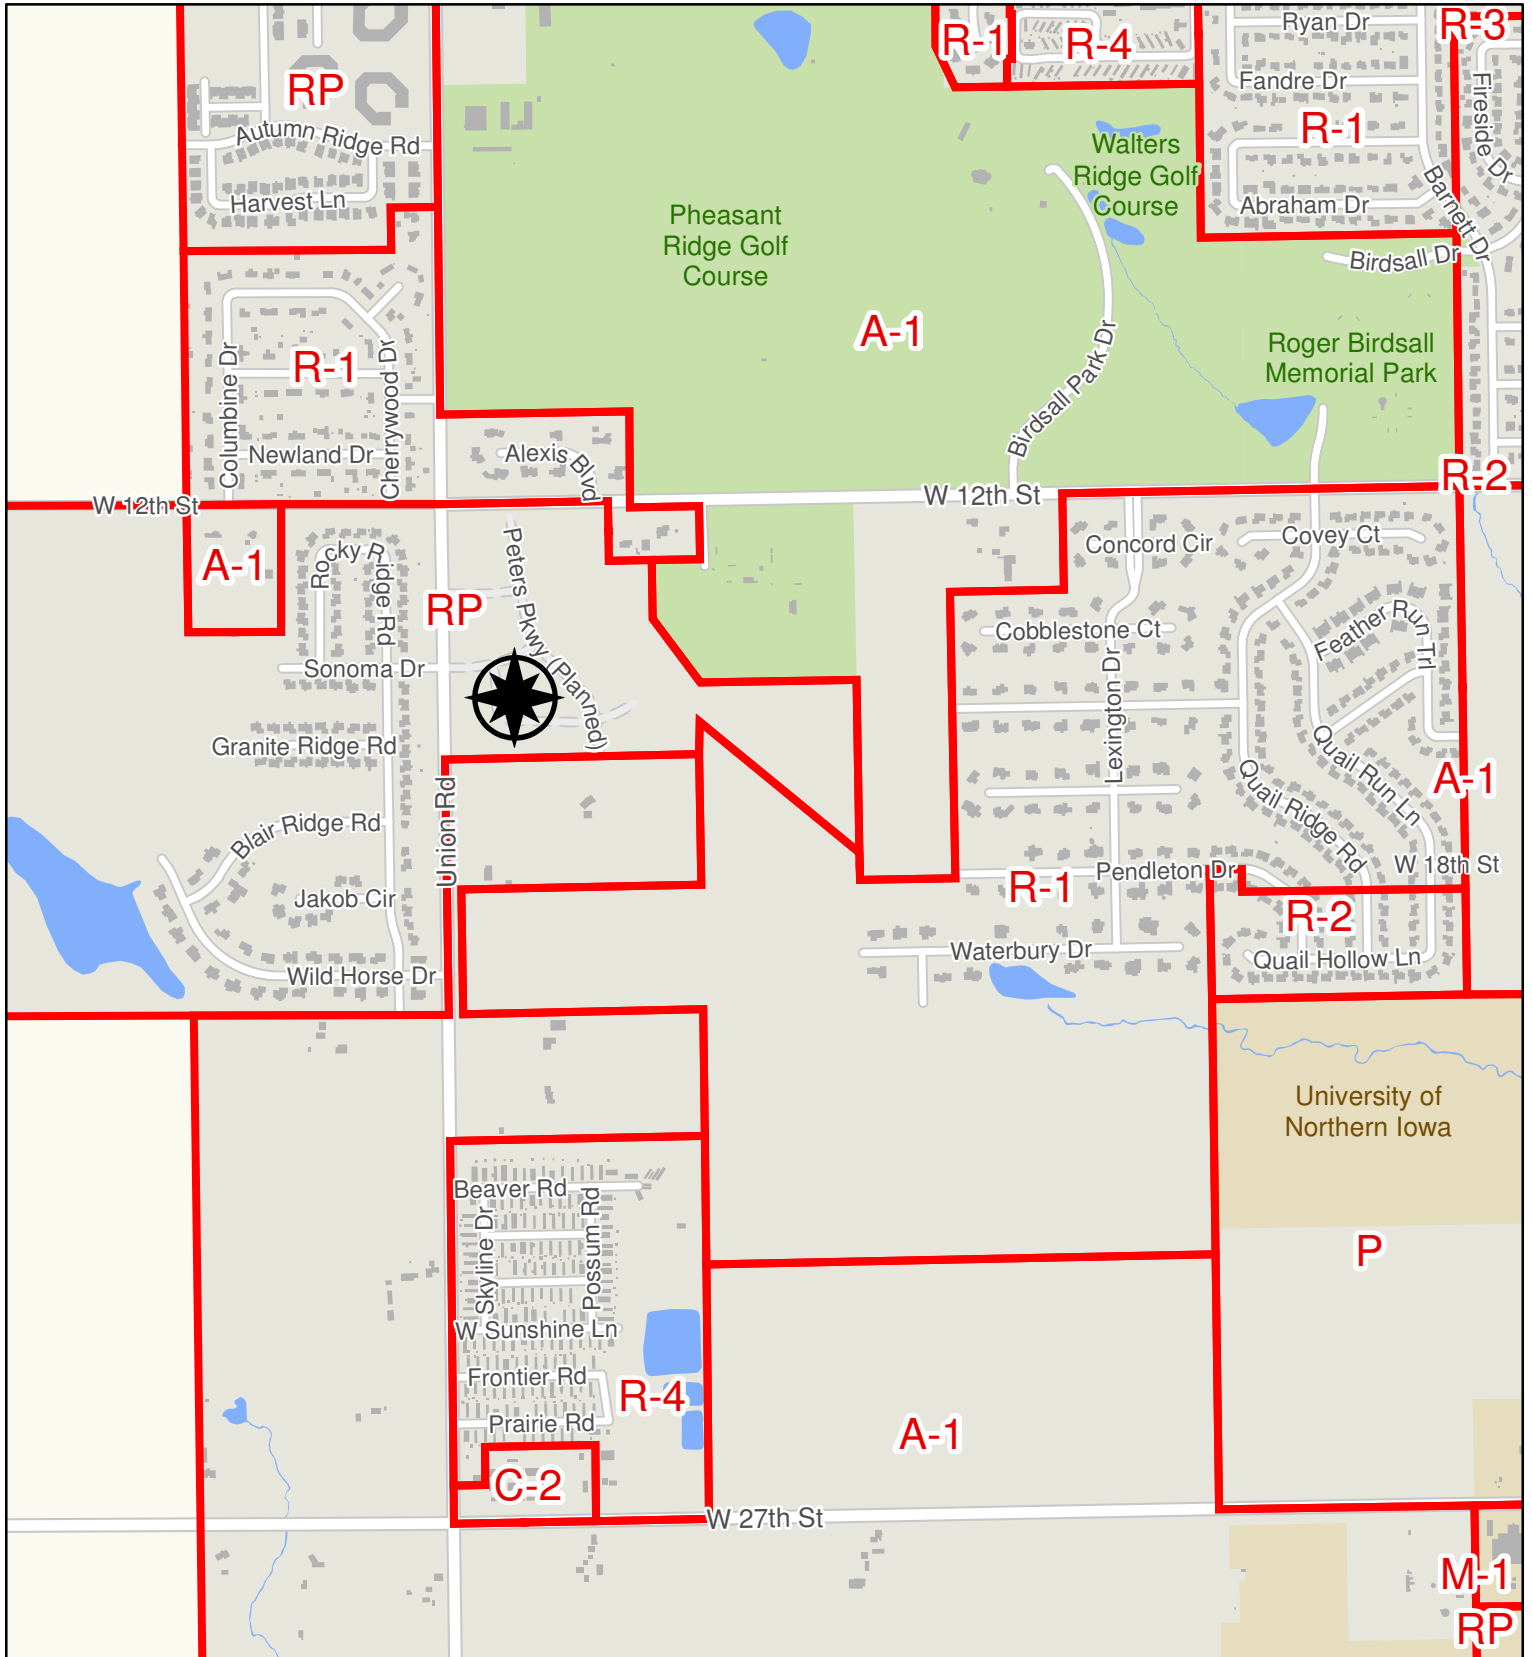 Ryan Dr
R-3
R-1
R-4
RP
Fandre Dr
Fireside Dr
R-1
Autumn Ridge Rd
Walters
Ridge Golf
Course
Harvest Ln
Abraham Dr
Barnett Dr
Pheasant
Ridge Golf
Course
Birdsall Dr
A-1
Roger Birdsall
Memorial Park
R-1
Columbine Dr
Cherrywood Dr
Birdsall Park Dr
Newland Dr
Alexis Blvd
R-2
W 12th St
W 12th St
A-1
Rocky Ridge Rd
Peters Pkwy (Planned)
Concord Cir
Covey Ct
RP
Feather Run Trl
Cobblestone Ct
Sonoma Dr
Lexington Dr
Granite Ridge Rd
Quail Run Ln
A-1
Quail Ridge Rd
Union Rd
Blair Ridge Rd
W 18th St
Pendleton Dr
R-1
Jakob Cir
R-2
Waterbury Dr
Quail Hollow Ln
Wild Horse Dr
University of
Northern Iowa
Beaver Rd
Skyline Dr
Possum Rd
P
W Sunshine Ln
Frontier Rd
R-4
Prairie Rd
A-1
C-2
W 27th St
M-1
RP